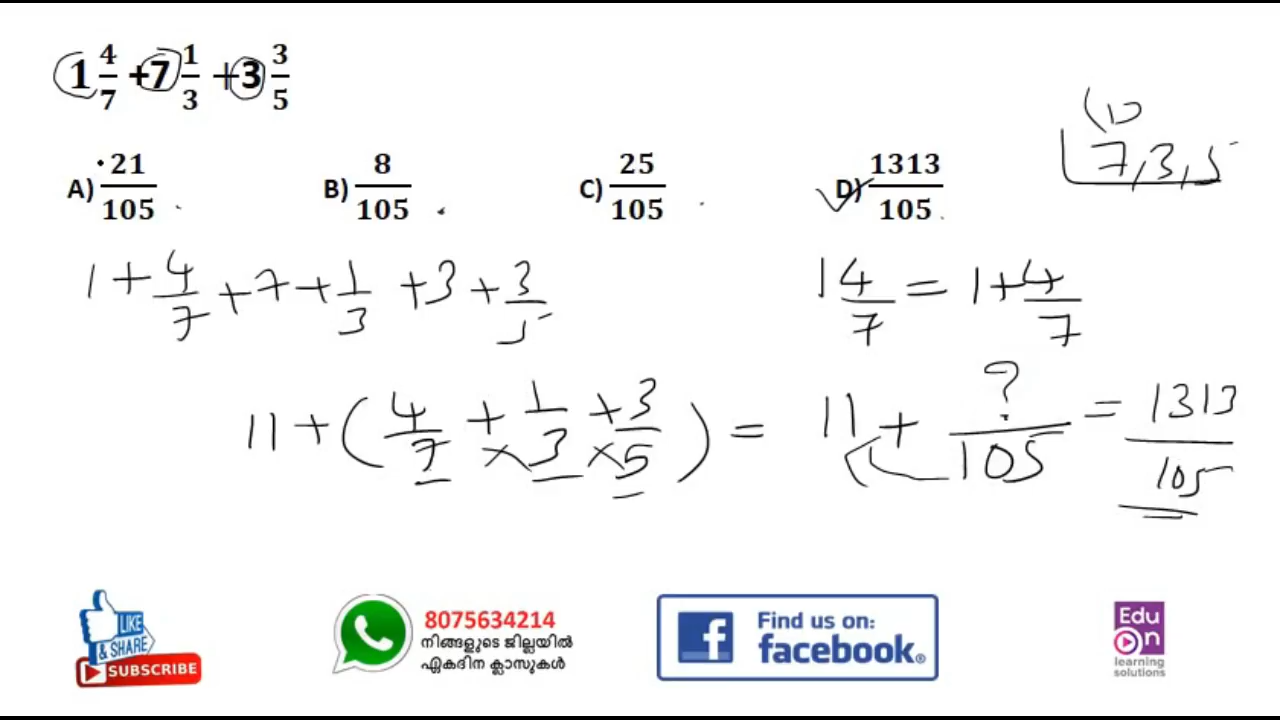 1 4/7 + 7 1/3 + 3 3/5
(D
7, 3, 5
A) 21/105 B) 8/105 C) 25/105 D) 1313/105
1 + 4/7 + 7 + 1/3 + 3 + 3/5
1 4/7 = 1 + 4/7
11 + (4/7 + 1/3 + 3/5) = 11 + ?/105 = 1313/105
× ×
LIKE
& SHARE
SUBSCRIBE
8075634214
നിങ്ങളുടെ ജില്ലയിൽ
ഏകദിന ക്ലാസുകൾ
f
Find us on:
facebook®
Edu
On
learning
solutions